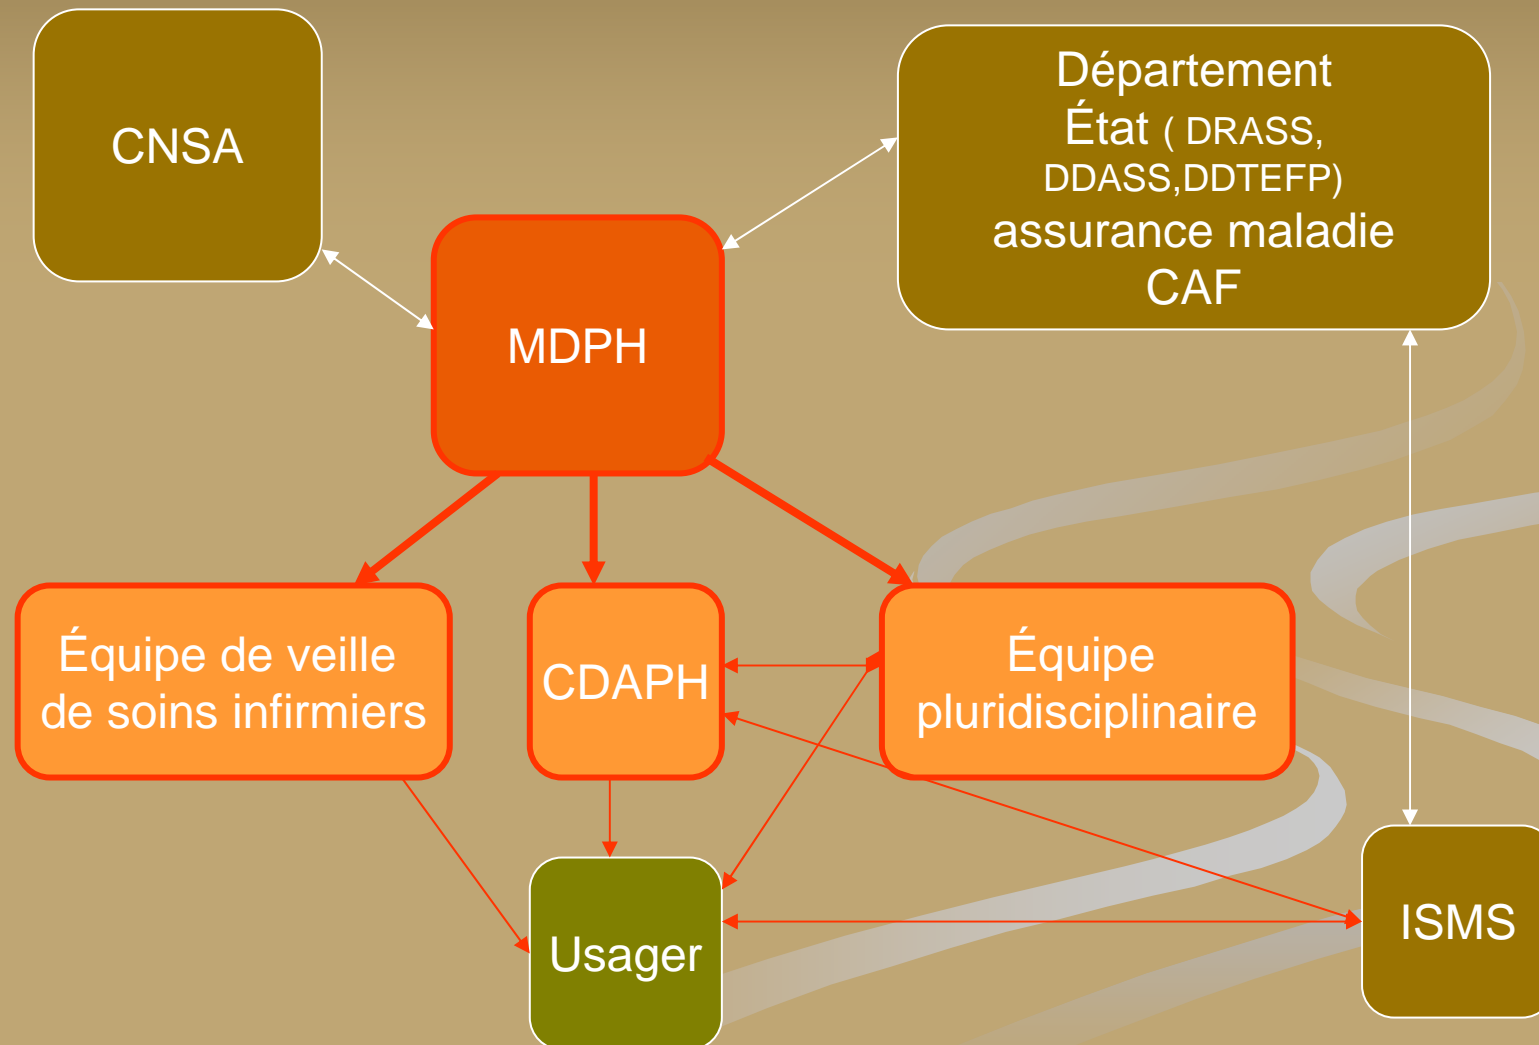 CNSA
Département
État ( DRASS,
DDASS,DDTEFP)
assurance maladie
CAF
MDPH
Équipe de veille
de soins infirmiers
CDAPH
Équipe
pluridisciplinaire
Usager
ISMS